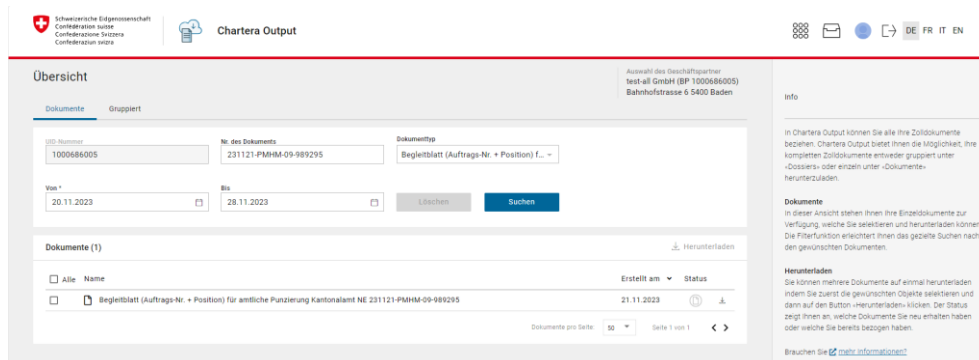 Schweizerische Eidgenossenschaft
Confédération suisse
Confederazione Svizzera
Confederaziun svizra
Chartera Output
DE FR IT EN
Übersicht
Auswahl des Geschäftspartner
test-all GmbH (BP 1000686005)
Bahnhofstrasse 6 5400 Baden
Dokumente
Gruppiert
UID-Nummer
1000686005
Nr. des Dokuments
231121-PMHM-09-989295
Dokumenttyp
Begleitblatt (Auftrags-Nr. + Position) f...
Von *
20.11.2023
Bis
28.11.2023
Löschen
Suchen
Dokumente (1)
Herunterladen
Alle Name
Erstellt am
Status
Begleitblatt (Auftrags-Nr. + Position) für amtliche Punzierung Kantonalamt NE 231121-PMHM-09-989295
21.11.2023
Dokumente pro Seite: 50
Seite 1 von 1
Info
In Chartera Output können Sie alle Ihre Zolldokumente
beziehen. Chartera Output bietet Ihnen die Möglichkeit, Ihre
kompletten Zolldokumente entweder gruppiert unter
«Dossiers» oder einzeln unter «Dokumente»
herunterzuladen.
Dokumente
In dieser Ansicht stehen Ihnen Ihre Einzeldokumente zur
Verfügung, welche Sie selektieren und herunterladen können
Die Filterfunktion erleichtert Ihnen das gezielte Suchen nach
den gewünschten Dokumenten.
Herunterladen
Sie können mehrere Dokumente auf einmal herunterladen
indem Sie zuerst die gewünschten Objekte selektieren und
dann auf den Button «Herunterladen» klicken. Der Status
zeigt Ihnen an, welche Dokumente Sie neu erhalten haben
oder welche Sie bereits bezogen haben.
Brauchen Sie mehr Informationen?